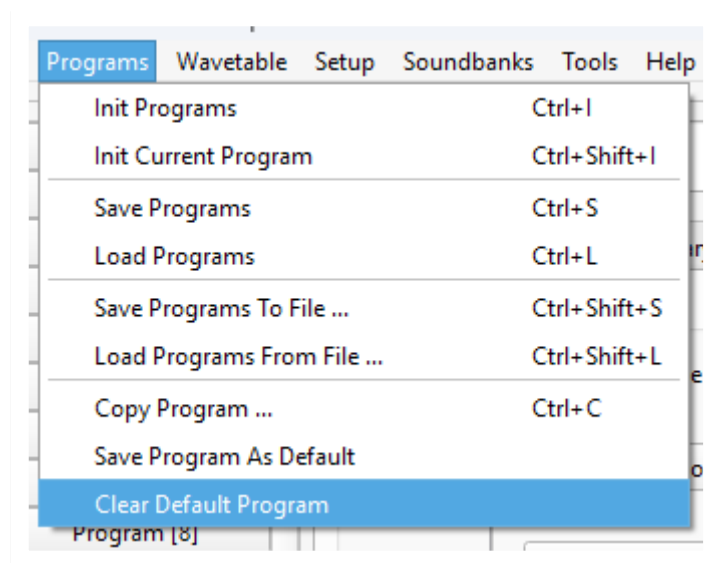 Programs Wavetable Setup Soundbanks Tools Help
Init Programs Ctrl+I
Init Current Program Ctrl+Shift+I
Save Programs Ctrl+S
Load Programs Ctrl+L
Save Programs To File ... Ctrl+Shift+S
Load Programs From File ... Ctrl+Shift+L
Copy Program ... Ctrl+C
Save Program As Default
Clear Default Program
Program [8]